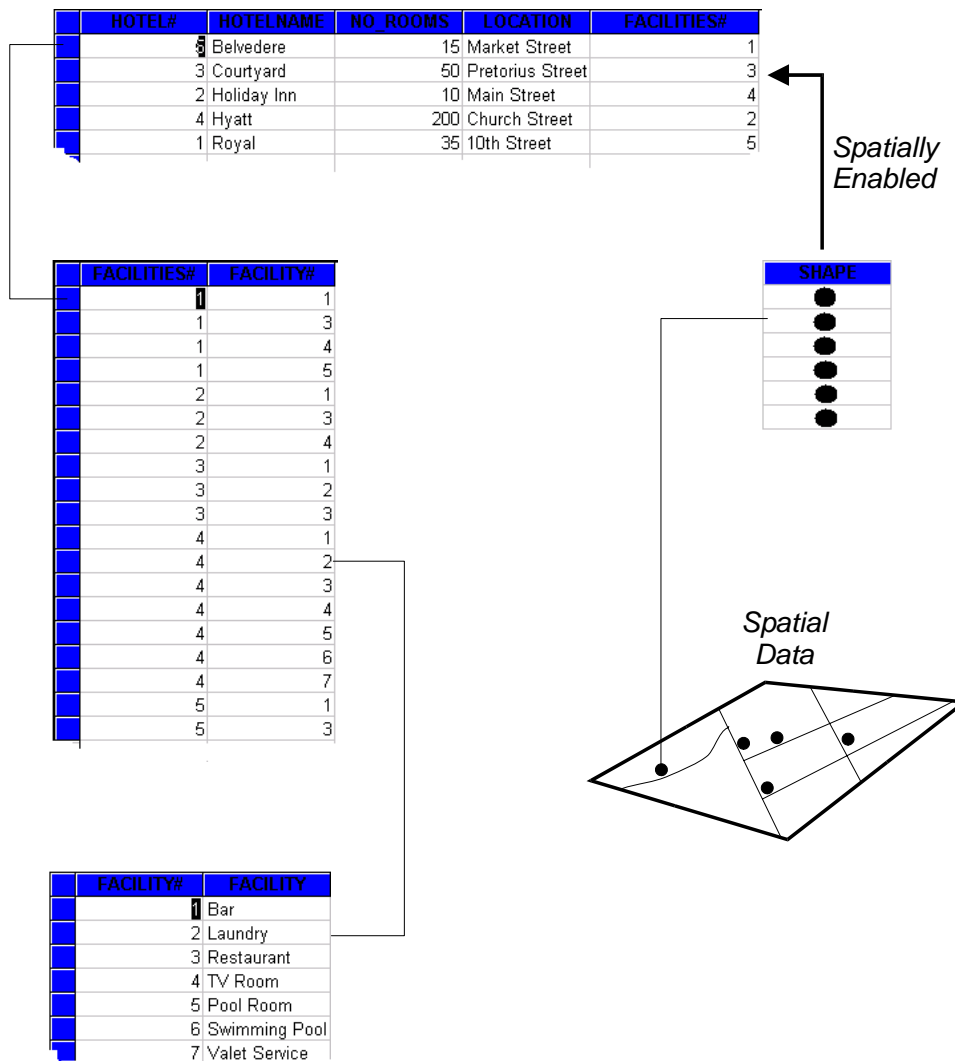 HOTEL# HOTELNAME NO_ROOMS LOCATION FACILITIES#
5 Belvedere 15 Market Street 1
3 Courtyard 50 Pretorius Street 3
2 Holiday Inn 10 Main Street 4
4 Hyatt 200 Church Street 2
1 Royal 35 10th Street 5
Spatially
Enabled
FACILITIES# FACILITY#
1 1
1 3
1 4
1 5
2 1
2 3
2 4
3 1
3 2
3 3
4 1
4 2
4 3
4 4
4 5
4 6
4 7
5 1
5 3
SHAPE
Spatial
Data
FACILITY# FACILITY
1 Bar
2 Laundry
3 Restaurant
4 TV Room
5 Pool Room
6 Swimming Pool
7 Valet Service